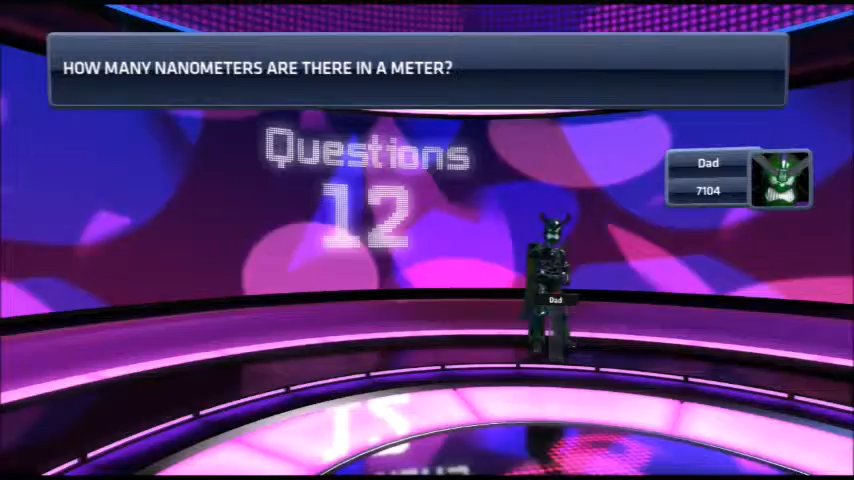 HOW MANY NANOMETERS ARE THERE IN A METER?
Questions
12
Dad
7104
Dad